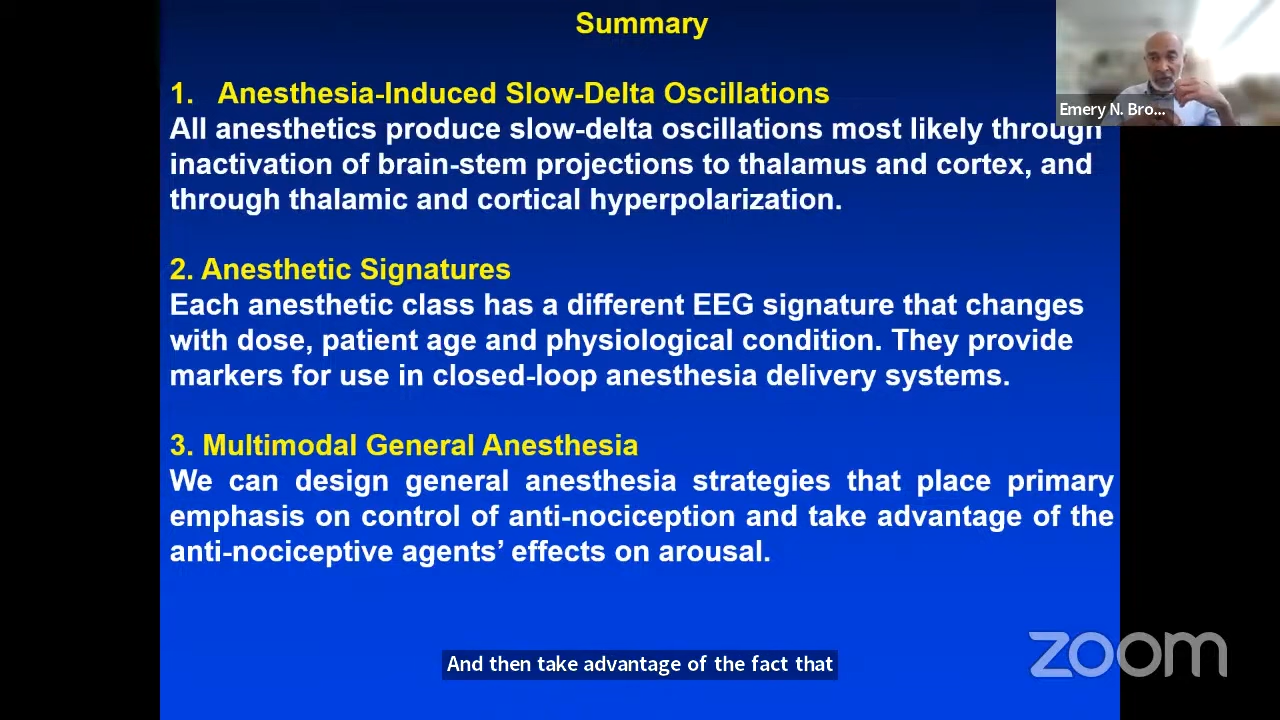 Summary
1. Anesthesia-Induced Slow-Delta Oscillations
All anesthetics produce slow-delta oscillations most likely through
inactivation of brain-stem projections to thalamus and cortex, and
through thalamic and cortical hyperpolarization.
2. Anesthetic Signatures
Each anesthetic class has a different EEG signature that changes
with dose, patient age and physiological condition. They provide
markers for use in closed-loop anesthesia delivery systems.
3. Multimodal General Anesthesia
We can design general anesthesia strategies that place primary
emphasis on control of anti-nociception and take advantage of the
anti-nociceptive agents’ effects on arousal.
Emery N. Bro...
And then take advantage of the fact that
zoom